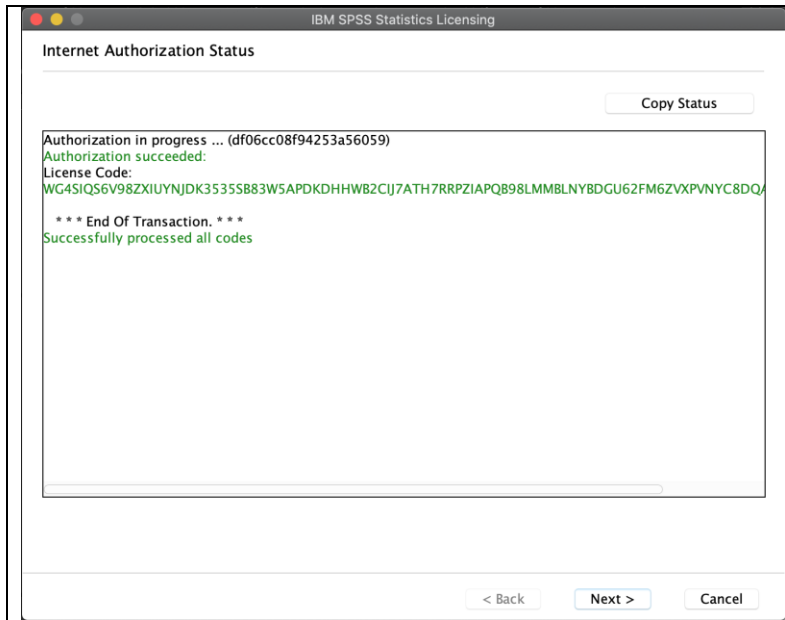 IBM SPSS Statistics Licensing
Internet Authorization Status
Copy Status
Authorization in progress ... (df06cc08f94253a56059)
Authorization succeeded:
License Code:
WG4SIQS6V98ZXIUYNJDK3535SB83W5APDKDHHWB2CIJ7ATH7RRPZIAPQB98LMMBLNYBDGU62FM6ZVXPVNYC8DQA
* * * End Of Transaction. * * *
Successfully processed all codes
< Back Next > Cancel